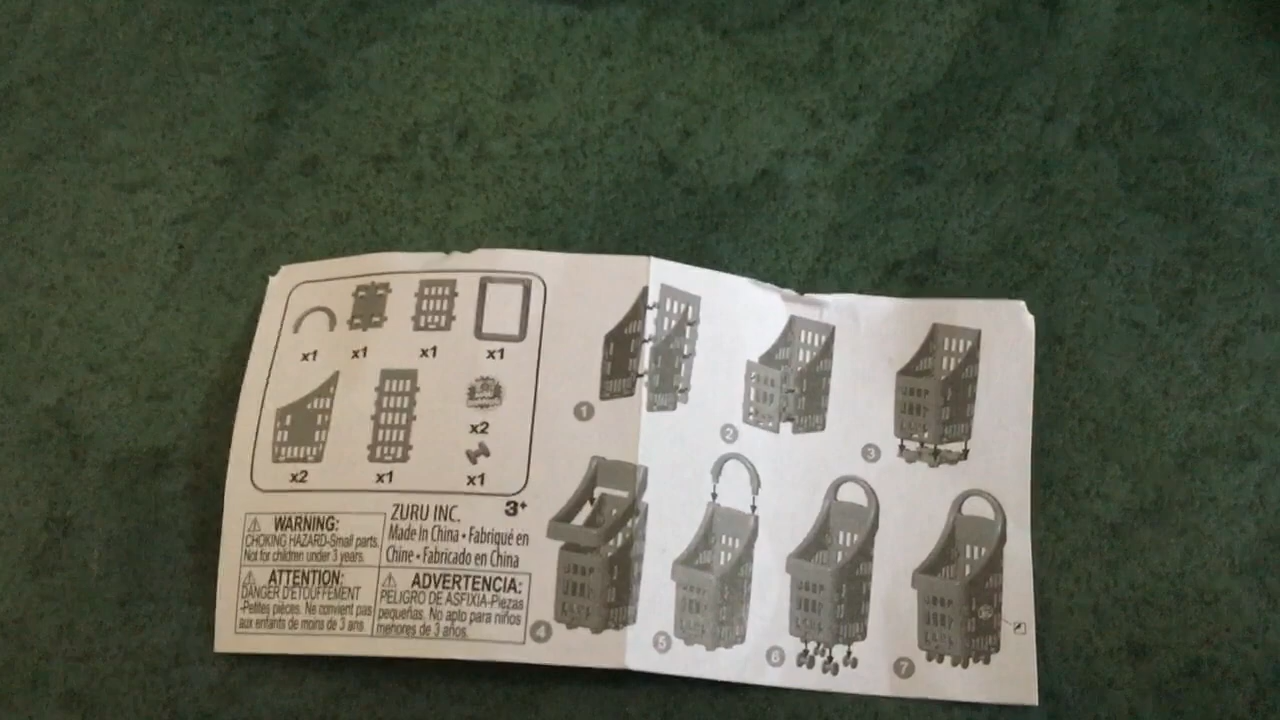 x1
x1
x1
x1
x2
x1
x2
x1
3+
ZURU INC.
Made In China • Fabriqué en
Chine • Fabricado en China
WARNING:
CHOKING HAZARD-Small parts.
Not for children under 3 years.
ATTENTION:
DANGER D'ETOUFFEMENT
-Petites pièces. Ne convient pas
aux enfants de moins de 3 ans.
ADVERTENCIA:
PELIGRO DE ASFIXIA-Piezas
pequeñas. No apto para niños
menores de 3 años.
1
2
3
4
5
6
7